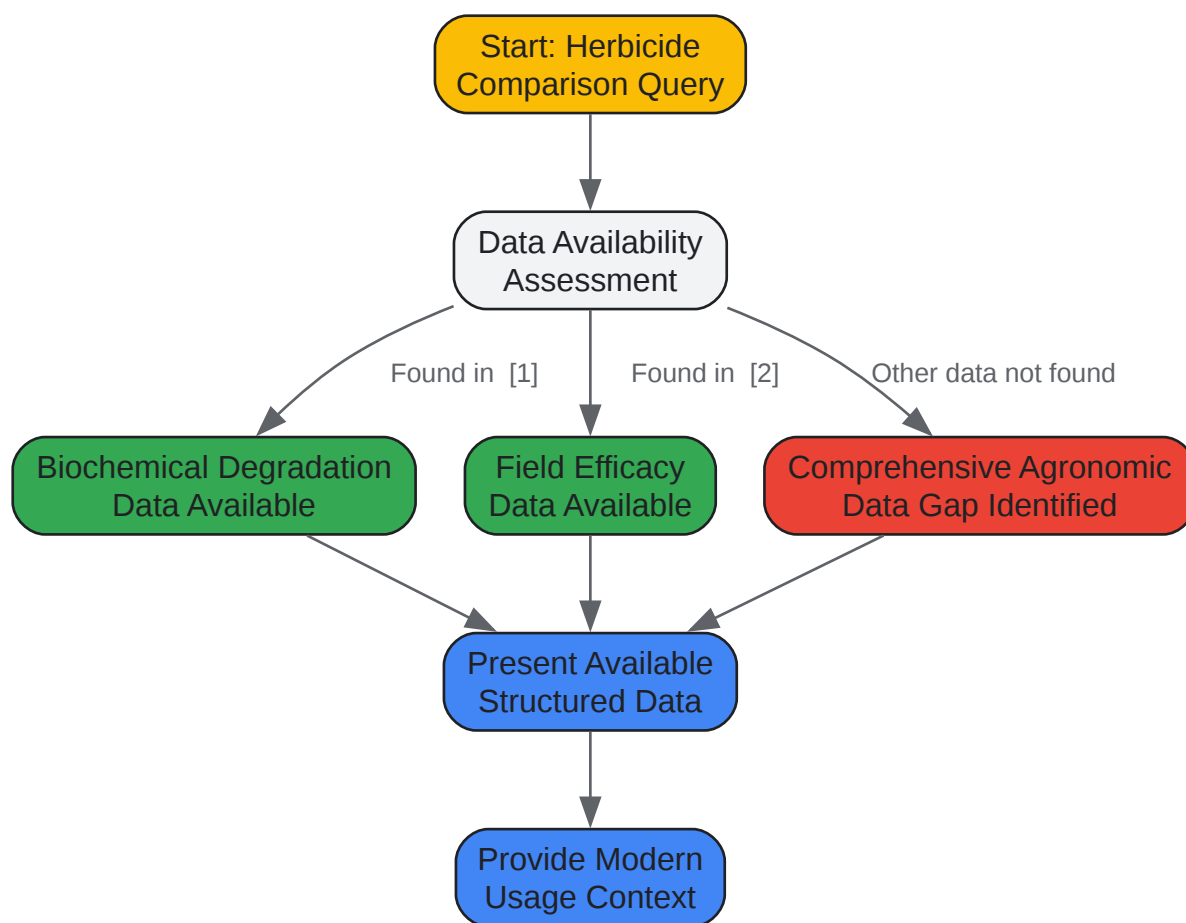 Start: Herbicide
Comparison Query
Data Availability
Assessment
Found in  [1]
Found in  [2]
Other data not found
Biochemical Degradation
Data Available
Field Efficacy
Data Available
Comprehensive Agronomic
Data Gap Identified
Present Available
Structured Data
Provide Modern
Usage Context